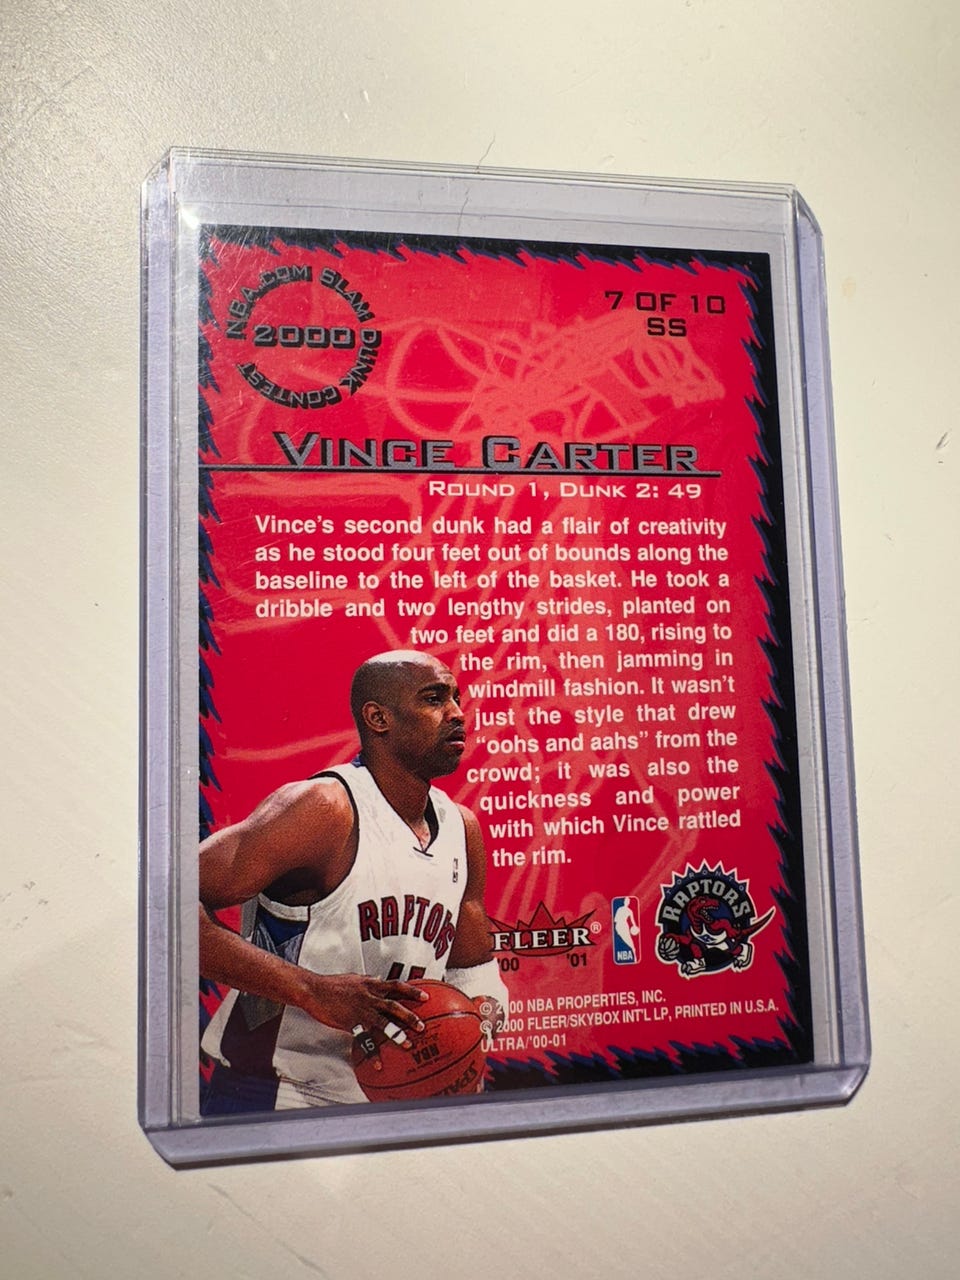 NBA.COM SLAM DUNK CONTEST
2000
7 OF 10
SS
VINCE CARTER
ROUND 1, DUNK 2: 49
Vince's second dunk had a flair of creativity
as he stood four feet out of bounds along the
baseline to the left of the basket. He took a
dribble and two lengthy strides, planted on
two feet and did a 180, rising to
the rim, then jamming in
windmill fashion. It wasn't
just the style that drew
"oohs and aahs" from the
crowd; it was also the
quickness and power
with which Vince rattled
the rim.
TORONTO
RAPTORS
RAPTORS
15
FLEER®
'00 '01
NBA
15
NBA
© 2000 NBA PROPERTIES, INC.
© 2000 FLEER/SKYBOX INT'L LP, PRINTED IN U.S.A.
ULTRA/'00-01